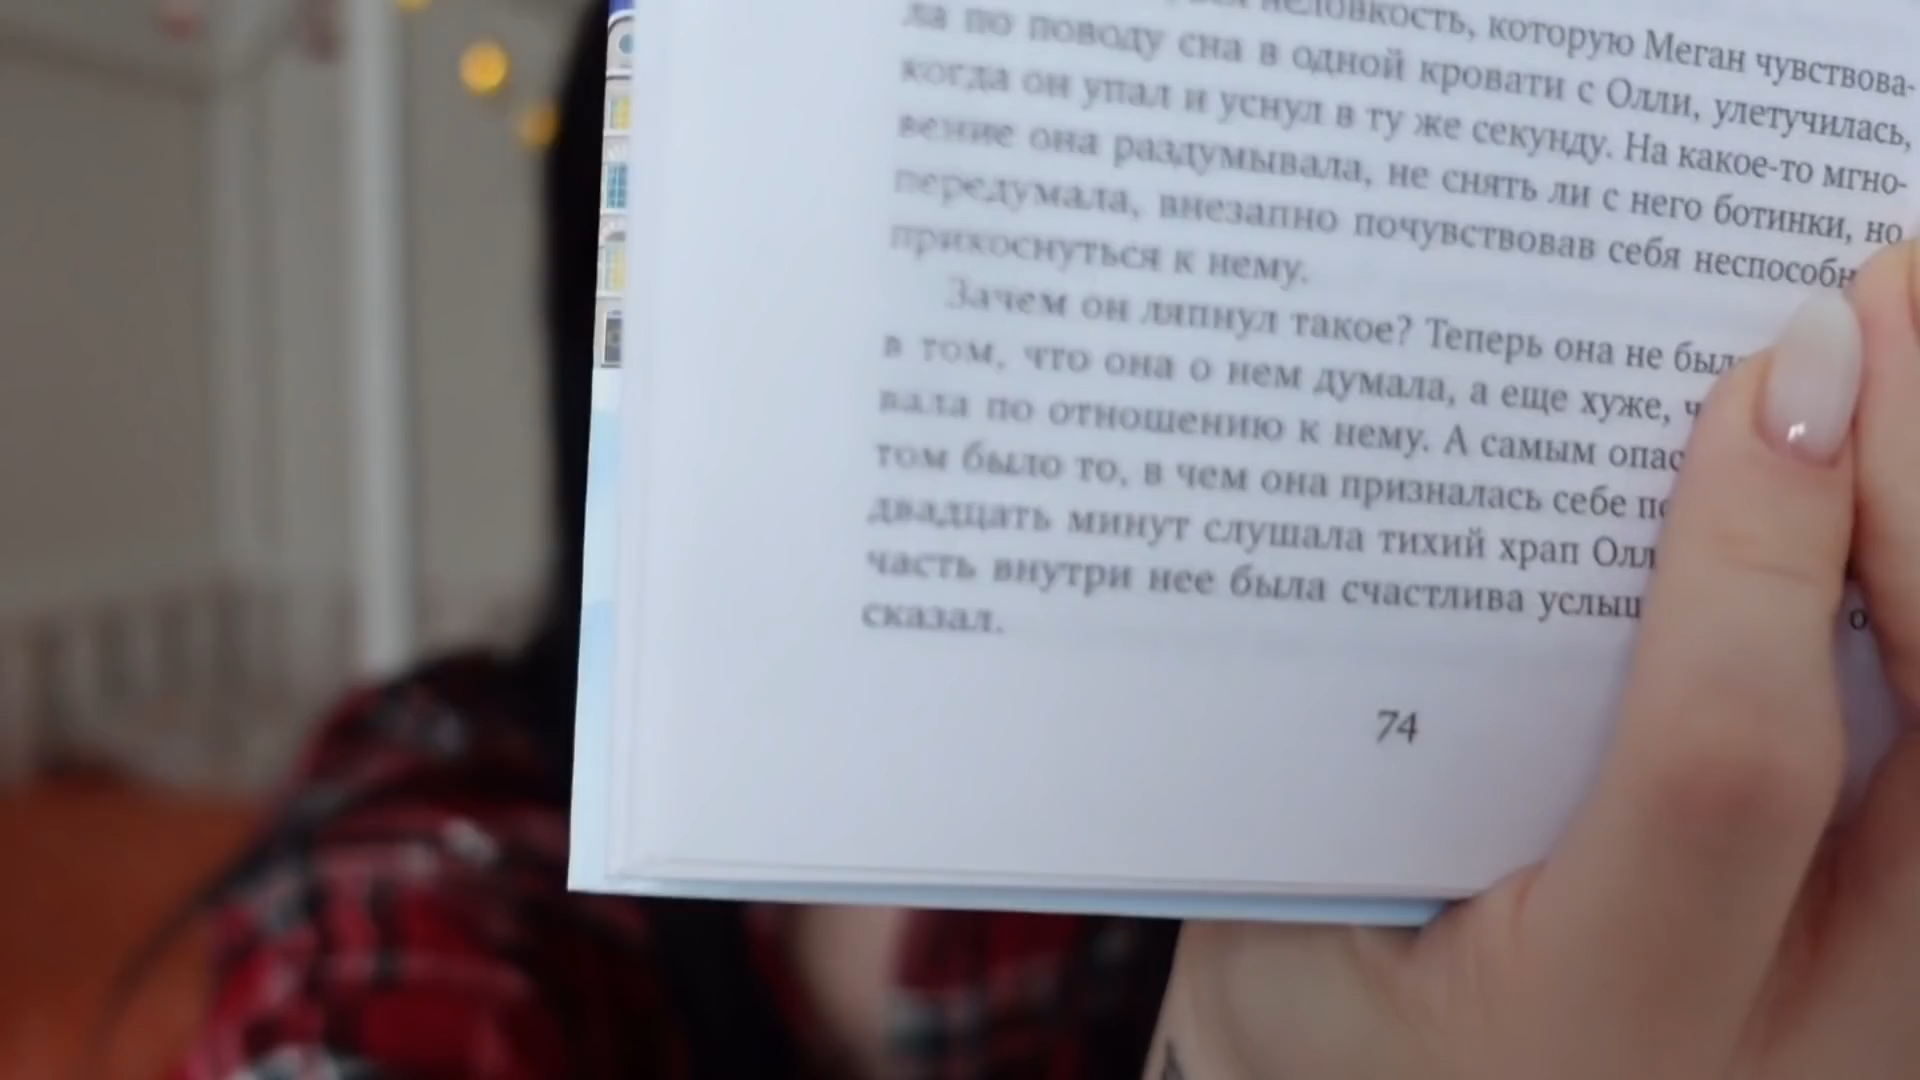 неловкость, которую Меган чувствова-
ла по поводу сна в одной кровати с Олли, улетучилась,
когда он упал и уснул в ту же секунду. На какое-то мгно-
вение она раздумывала, не снять ли с него ботинки, но
передумала, внезапно почувствовав себя неспособн
прикоснуться к нему.
Зачем он ляпнул такое? Теперь она не был
в том, что она о нем думала, а еще хуже, ч
вала по отношению к нему. А самым опас
том было то, в чем она призналась себе по
двадцать минут слушала тихий храп Олл
часть внутри нее была счастлива услыш
сказал.
74